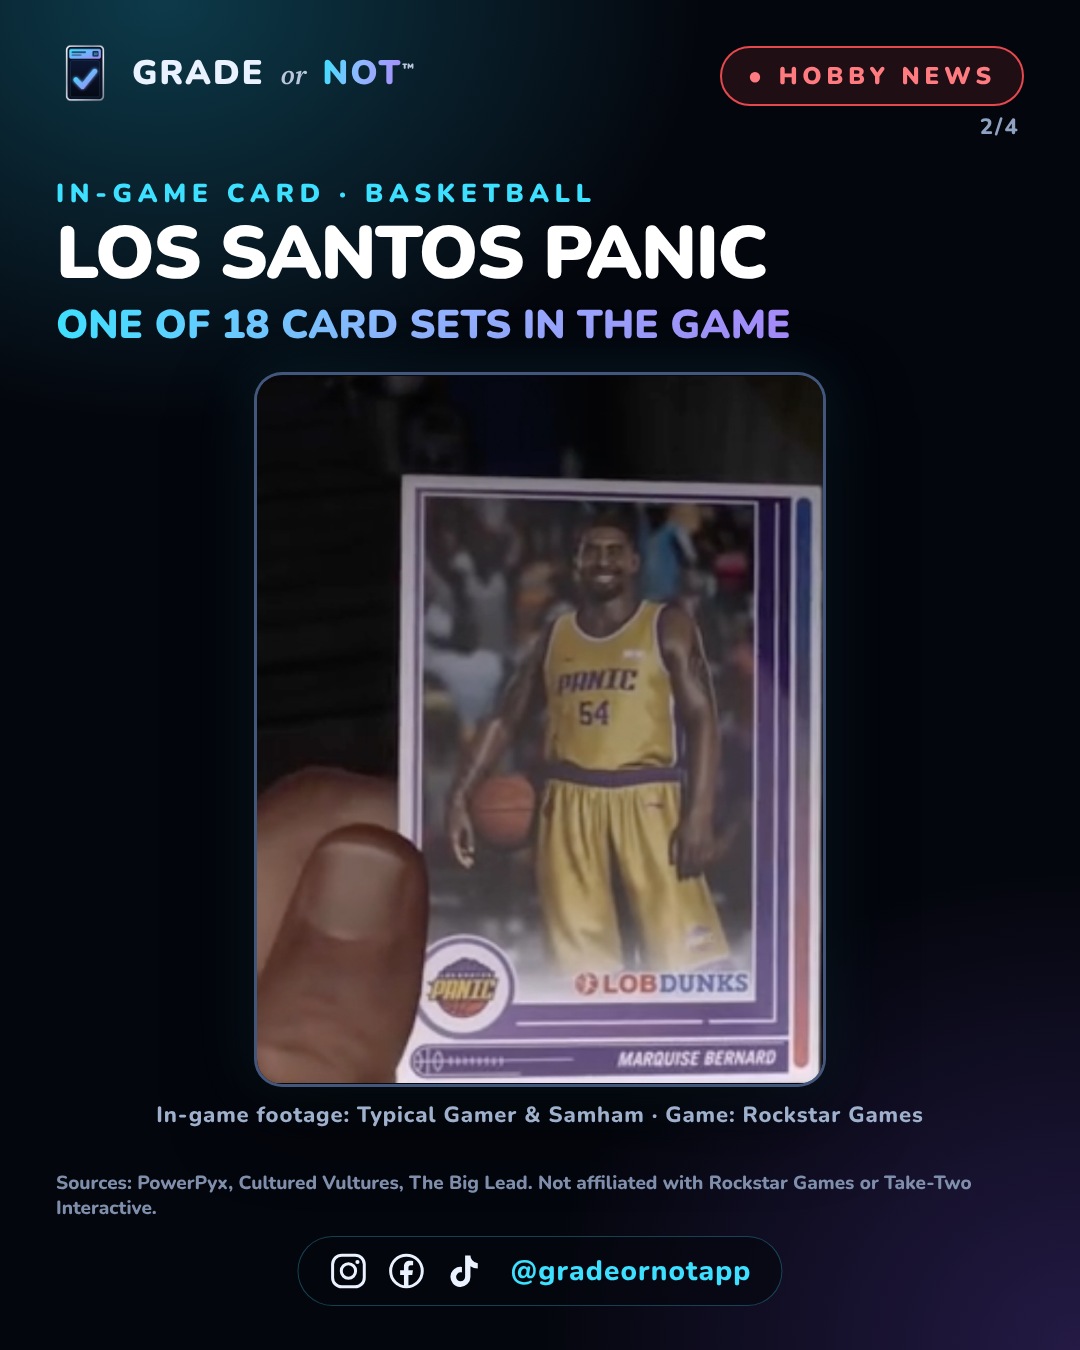 GRADE or NOT™
HOBBY NEWS
2/4
IN-GAME CARD · BASKETBALL
LOS SANTOS PANIC
ONE OF 18 CARD SETS IN THE GAME
PANIC
54
PANIC
LOBDUNKS
MARQUISE BERNARD
In-game footage: Typical Gamer & Samham · Game: Rockstar Games
Sources: PowerPyx, Cultured Vultures, The Big Lead. Not affiliated with Rockstar Games or Take-Two
Interactive.
@gradeornotapp